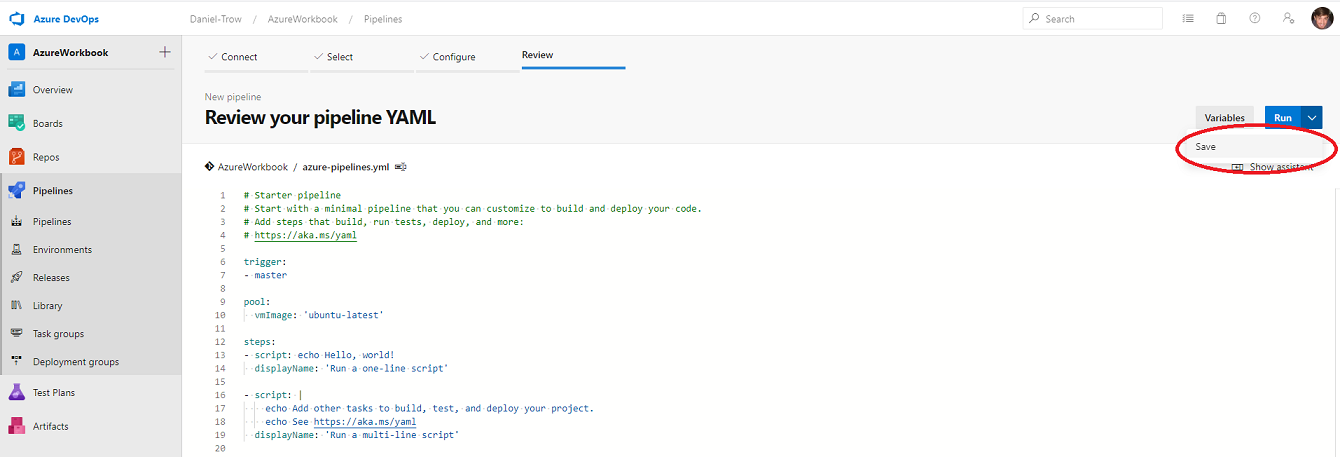 Azure DevOps
Daniel-Trow / AzureWorkbook / Pipelines
Search
A AzureWorkbook
Overview
Boards
Repos
Pipelines
Pipelines
Environments
Releases
Library
Task groups
Deployment groups
Test Plans
Artifacts
Connect Select Configure Review
New pipeline
Review your pipeline YAML
Variables Run
Save
Show assistant
AzureWorkbook / azure-pipelines.yml
1 # Starter pipeline
2 # Start with a minimal pipeline that you can customize to build and deploy your code.
3 # Add steps that build, run tests, deploy, and more:
4 # https://aka.ms/yaml
5
6 trigger:
7 - master
8
9 pool:
10 vmImage: 'ubuntu-latest'
11
12 steps:
13 - script: echo Hello, world!
14 displayName: 'Run a one-line script'
15
16 - script: |
17 echo Add other tasks to build, test, and deploy your project.
18 echo See https://aka.ms/yaml
19 displayName: 'Run a multi-line script'
20